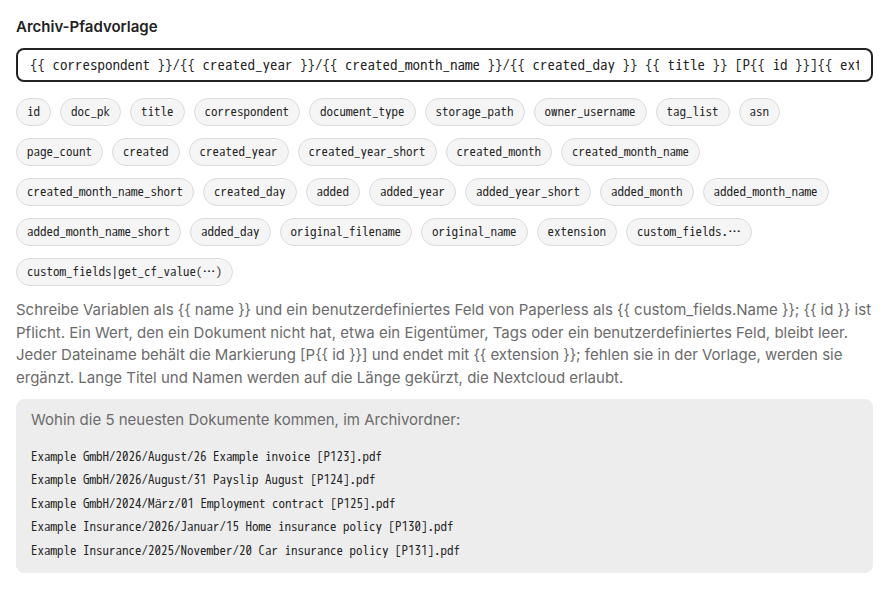 Archiv-Pfadvorlage
{{ correspondent }}/{{ created_year }}/{{ created_month_name }}/{{ created_day }} {{ title }} [P{{ id }}]{{ ext
id doc_pk title correspondent document_type storage_path owner_username tag_list asn
page_count created created_year created_year_short created_month created_month_name
created_month_name_short created_day added added_year added_year_short added_month added_month_name
added_month_name_short added_day original_filename original_name extension custom_fields.···
custom_fields|get_cf_value(···)
Schreibe Variablen als {{ name }} und ein benutzerdefiniertes Feld von Paperless als {{ custom_fields.Name }}; {{ id }} ist
Pflicht. Ein Wert, den ein Dokument nicht hat, etwa ein Eigentümer, Tags oder ein benutzerdefiniertes Feld, bleibt leer.
Jeder Dateiname behält die Markierung [P{{ id }}] und endet mit {{ extension }}; fehlen sie in der Vorlage, werden sie
ergänzt. Lange Titel und Namen werden auf die Länge gekürzt, die Nextcloud erlaubt.
Wohin die 5 neuesten Dokumente kommen, im Archivordner:
Example GmbH/2026/August/26 Example invoice [P123].pdf
Example GmbH/2026/August/31 Payslip August [P124].pdf
Example GmbH/2024/März/01 Employment contract [P125].pdf
Example Insurance/2026/Januar/15 Home insurance policy [P130].pdf
Example Insurance/2025/November/20 Car insurance policy [P131].pdf